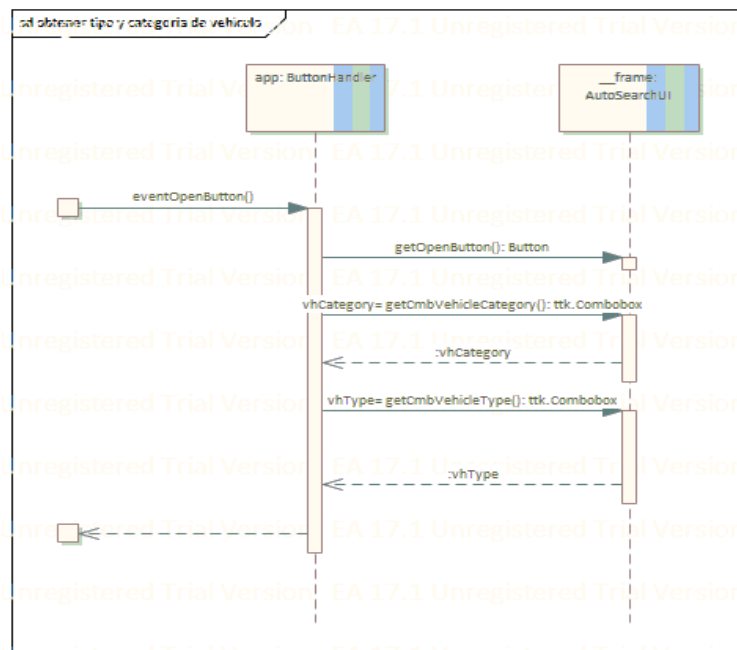 sd obtener tipo y categoria de vehiculo
app: ButtonHandler
__frame:
AutoSearchUI
eventOpenButton()
getOpenButton(): Button
vhCategory= getCmbVehicleCategory(): ttk.Combobox
:vhCategory
vhType= getCmbVehicleType(): ttk.Combobox
:vhType
Unregistered Trial Version EA 17.1 Unregistered Trial Version